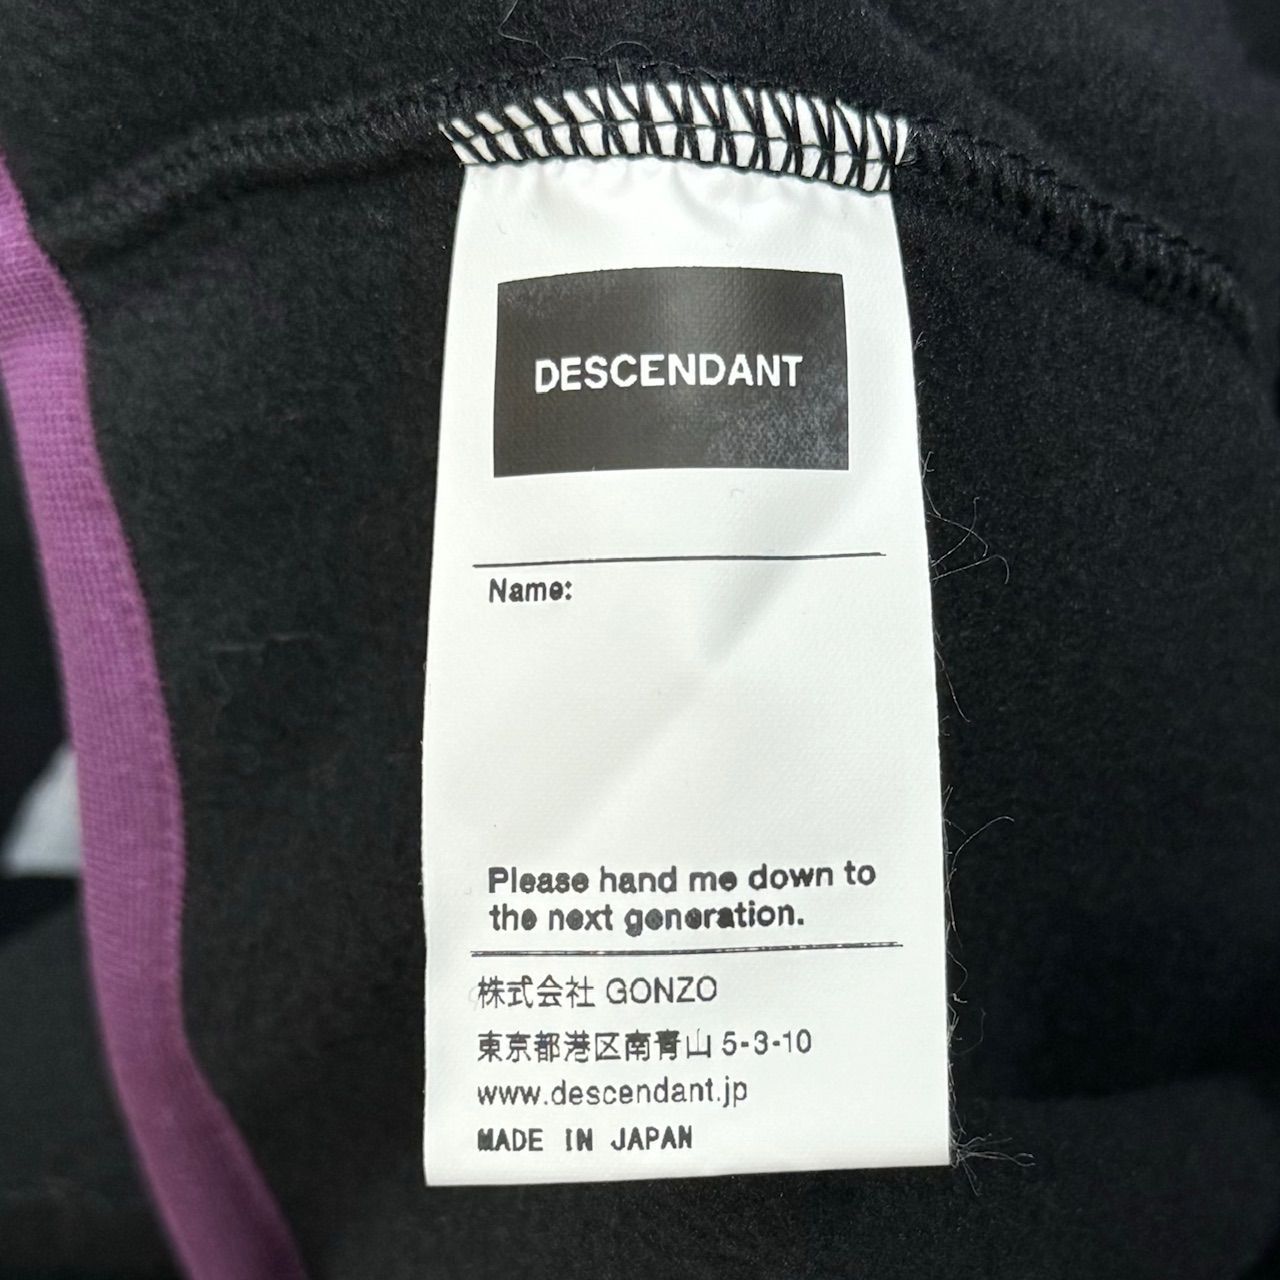 DESCENDANT
Name:
Please hand me down to
the next generation.
株式会社 GONZO
東京都港区南青山 5-3-10
www.descendant.jp
MADE IN JAPAN